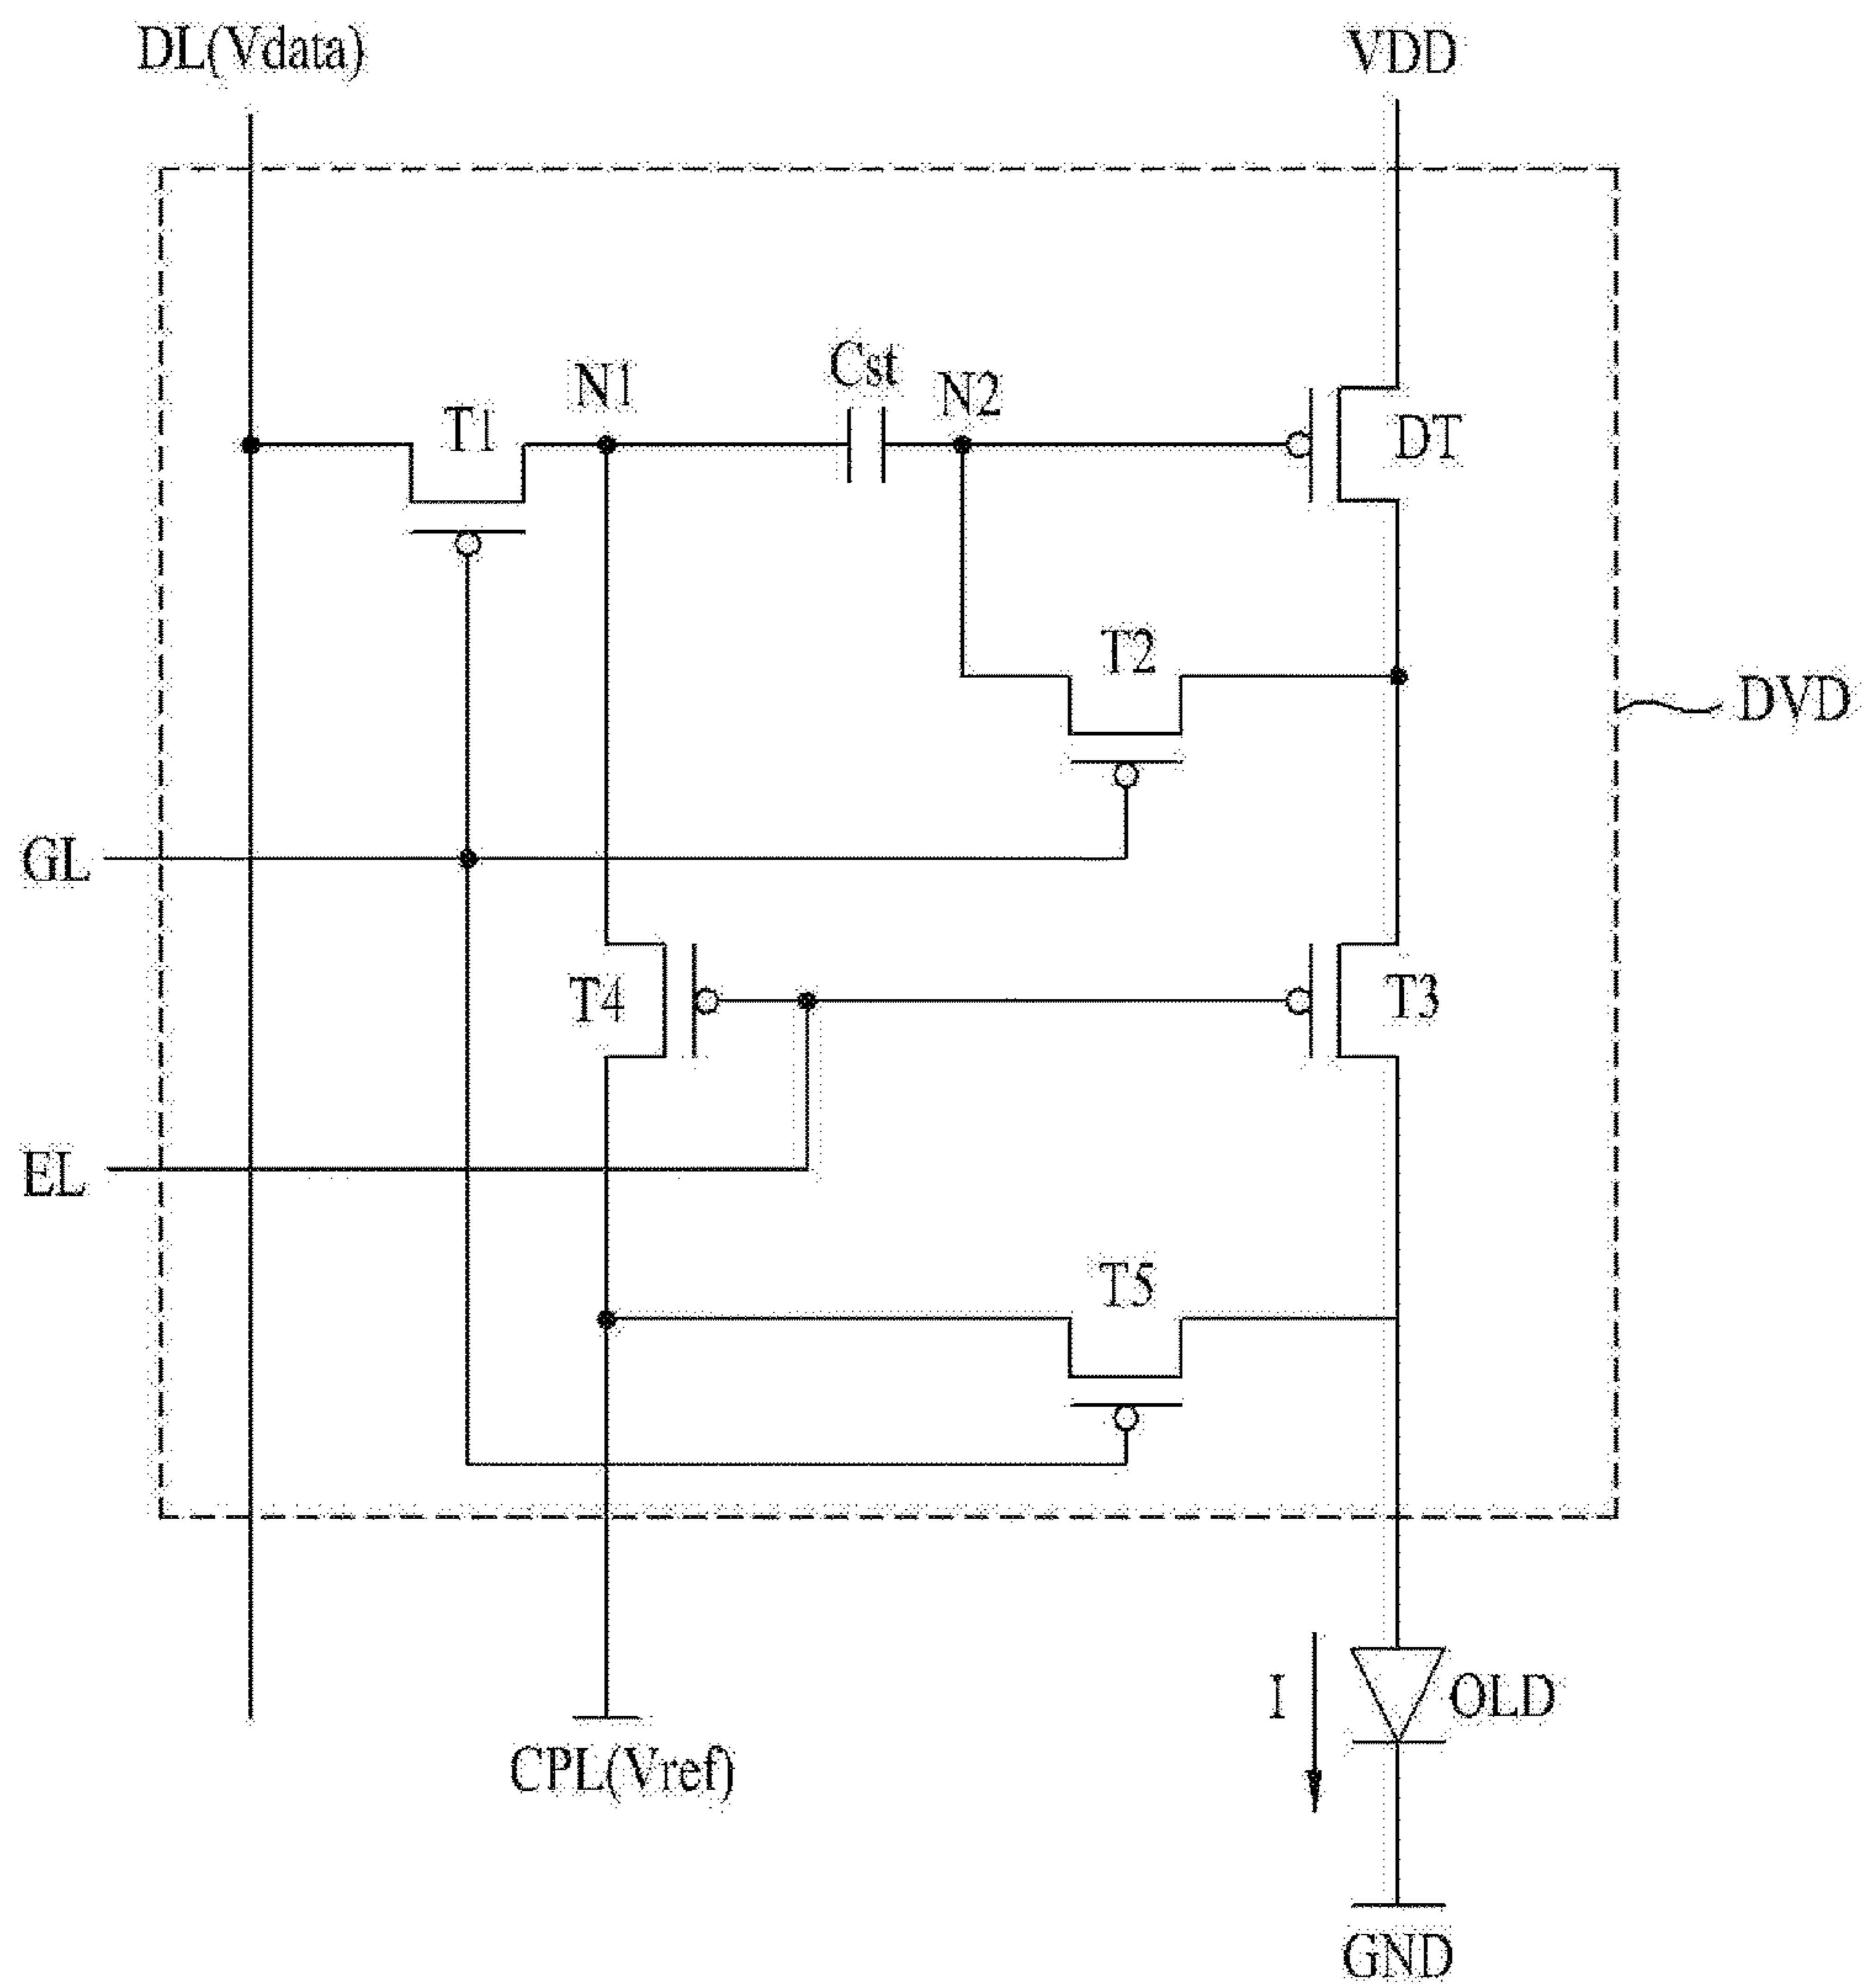 DL(Vdata)
VDD
Cst
N1
N2
T1
DT
T2
DVD
GL
T4
T3
EL
T5
I
OLD
CPL(Vref)
GND